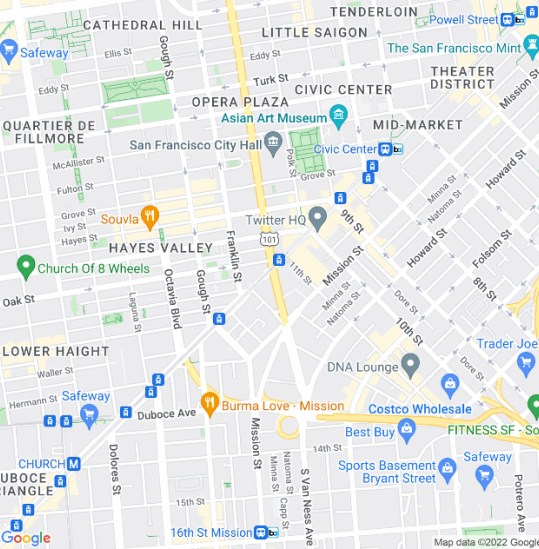 TENDERLOIN
CATHEDRAL HILL
Powell Street
LITTLE SAIGON
Safeway
Ellis St
Gough St
Eddy St
The San Francisco Mint
Turk St
THEATER
DISTRICT
Eddy St
CIVIC CENTER
OPERA PLAZA
Mission St
Asian Art Museum
QUARTIER DE
FILLMORE
MID-MARKET
San Francisco City Hall
Polk St
Civic Center
Howard St
McAllister St
Grove St
Fulton St
Minna St
Natoma St
Grove St
Ivy St
Hayes St
Souvla
Twitter HQ
9th St
HAYES VALLEY
Franklin St
101
Howard St
Folsom St
Church Of 8 Wheels
Mission St
11th St
8th St
Oak St
Octavia Blvd
Gough St
Laguna St
Minna St
Natoma St
Dore St
10th St
LOWER HAIGHT
Trader Joe
Waller St
DNA Lounge
Dore St
Hermann St
Safeway
Burma Love - Mission
Costco Wholesale
Duboce Ave
Best Buy
FITNESS SF - So
Mission St
14th St
CHURCH
M
Dolores St
Natoma St
Minna St
S Van Ness Ave
Sports Basement
Bryant Street
Safeway
DUBOCE
TRIANGLE
Capp St
15th St
Potrero Ave
16th St Mission
Google
Map data ©2022 Google